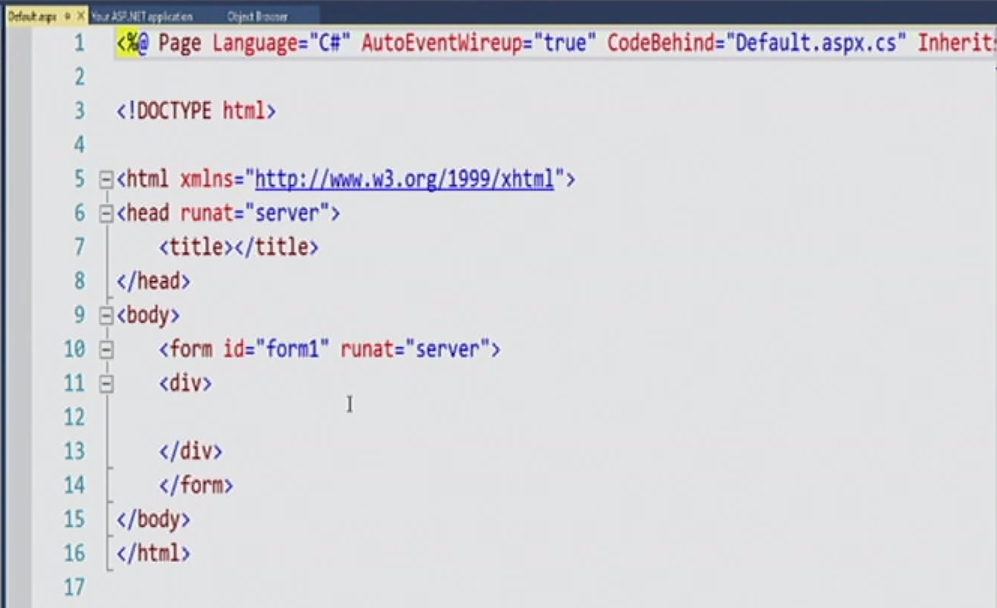 Default.aspx Your ASP.NET application Object Browser
1 <%@ Page Language="C#" AutoEventWireup="true" CodeBehind="Default.aspx.cs" Inherits
2
3 <!DOCTYPE html>
4
5 <html xmlns="http://www.w3.org/1999/xhtml">
6 <head runat="server">
7 <title></title>
8 </head>
9 <body>
10 <form id="form1" runat="server">
11 <div>
12
13 </div>
14 </form>
15 </body>
16 </html>
17